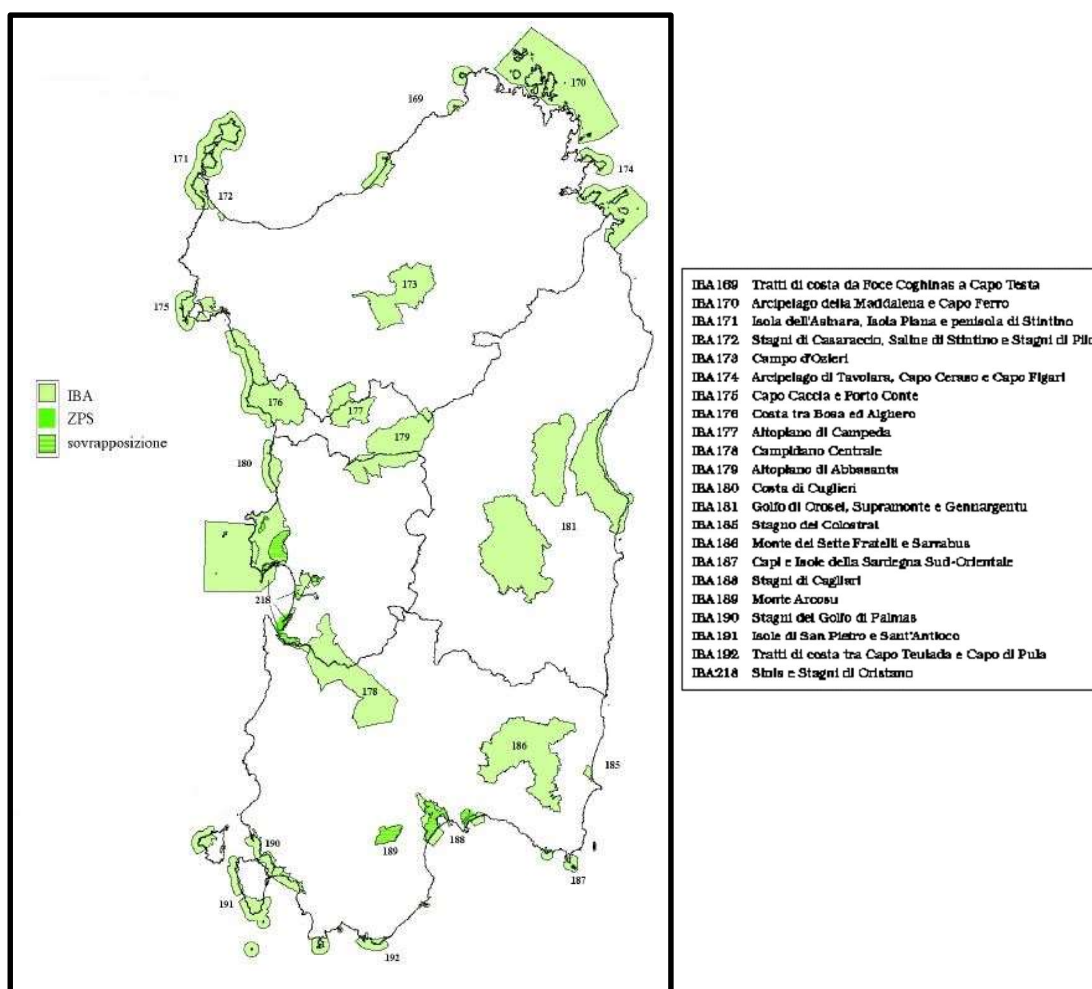 170
169
171
174
172
173
175
IBA
ZPS
sovrapposizione
176
177
179
180
181
218
178
186
185
189
188
190
187
191
192
IBA169 Tratti di costa da Foce Coghinas a Capo Testa
IBA170 Arcipelago della Maddalena e Capo Ferro
IBA171 Isola dell'Asinara, Isola Piana e penisola di Stintino
IBA172 Stagni di Casaraccio, Saline di Stintino e Stagni di Pilo
IBA173 Campo d'Ozieri
IBA174 Arcipelago di Tavolara, Capo Ceraso e Capo Figari
IBA175 Capo Caccia e Porto Conte
IBA176 Costa tra Bosa ed Alghero
IBA177 Altopiano di Campeda
IBA178 Campidano Centrale
IBA179 Altopiano di Abbasanta
IBA180 Costa di Cuglieri
IBA181 Golfo di Orosei, Supramonte e Gennargentu
IBA185 Stagno dei Colostrai
IBA186 Monte dei Sette Fratelli e Sarrabus
IBA187 Capi e Isole della Sardegna Sud-Orientale
IBA188 Stagni di Cagliari
IBA189 Monte Arcosu
IBA190 Stagni del Golfo di Palmas
IBA191 Isole di San Pietro e Sant'Antioco
IBA192 Tratti di costa tra Capo Teulada e Capo di Pula
IBA218 Sinis e Stagni di Oristano